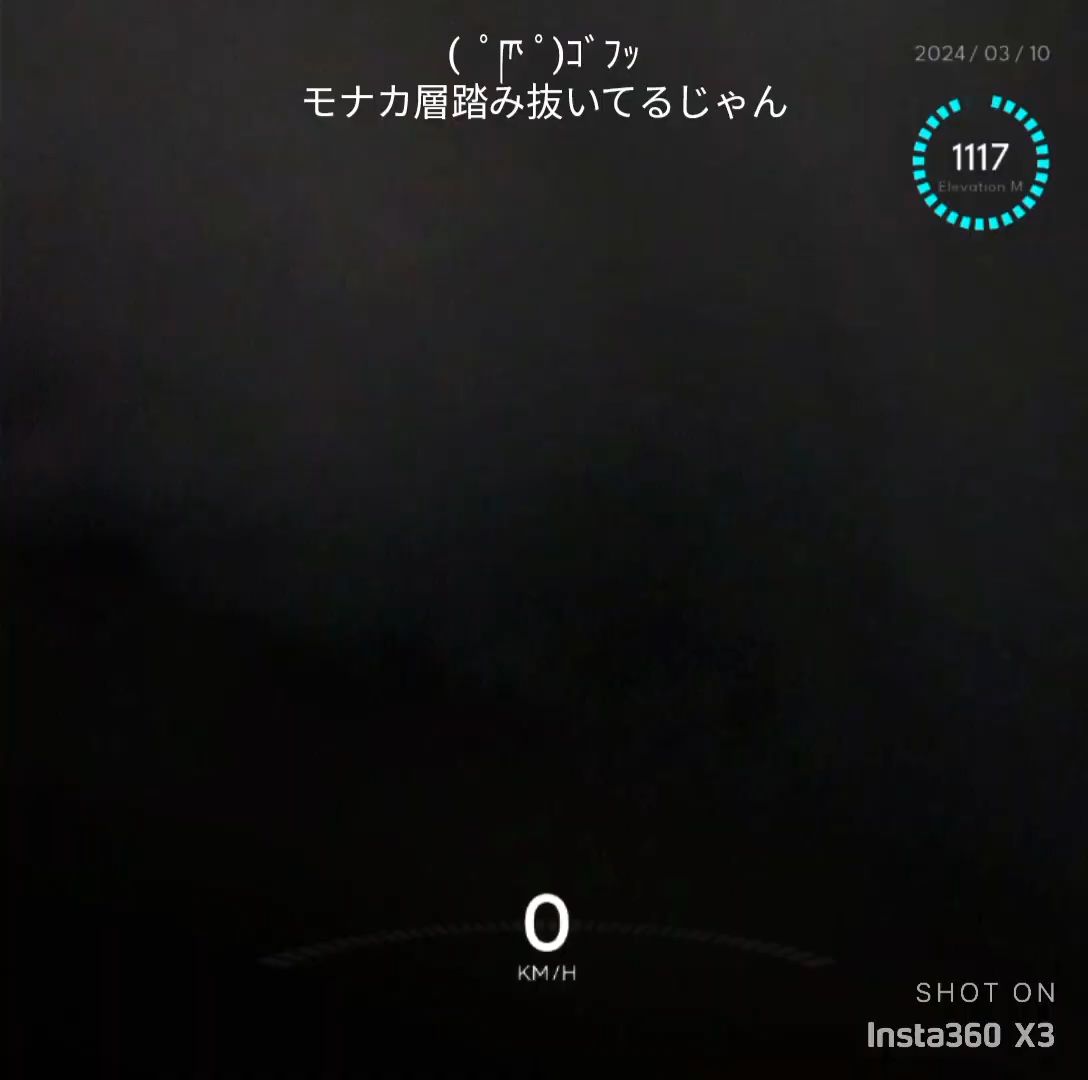 ( ﾟཫ ﾟ)ｺﾞﾌｯ
モナカ層踏み抜いてるじゃん
2024 / 03 / 10
1117
Elevation M
0
KM/H
SHOT ON
Insta360 X3